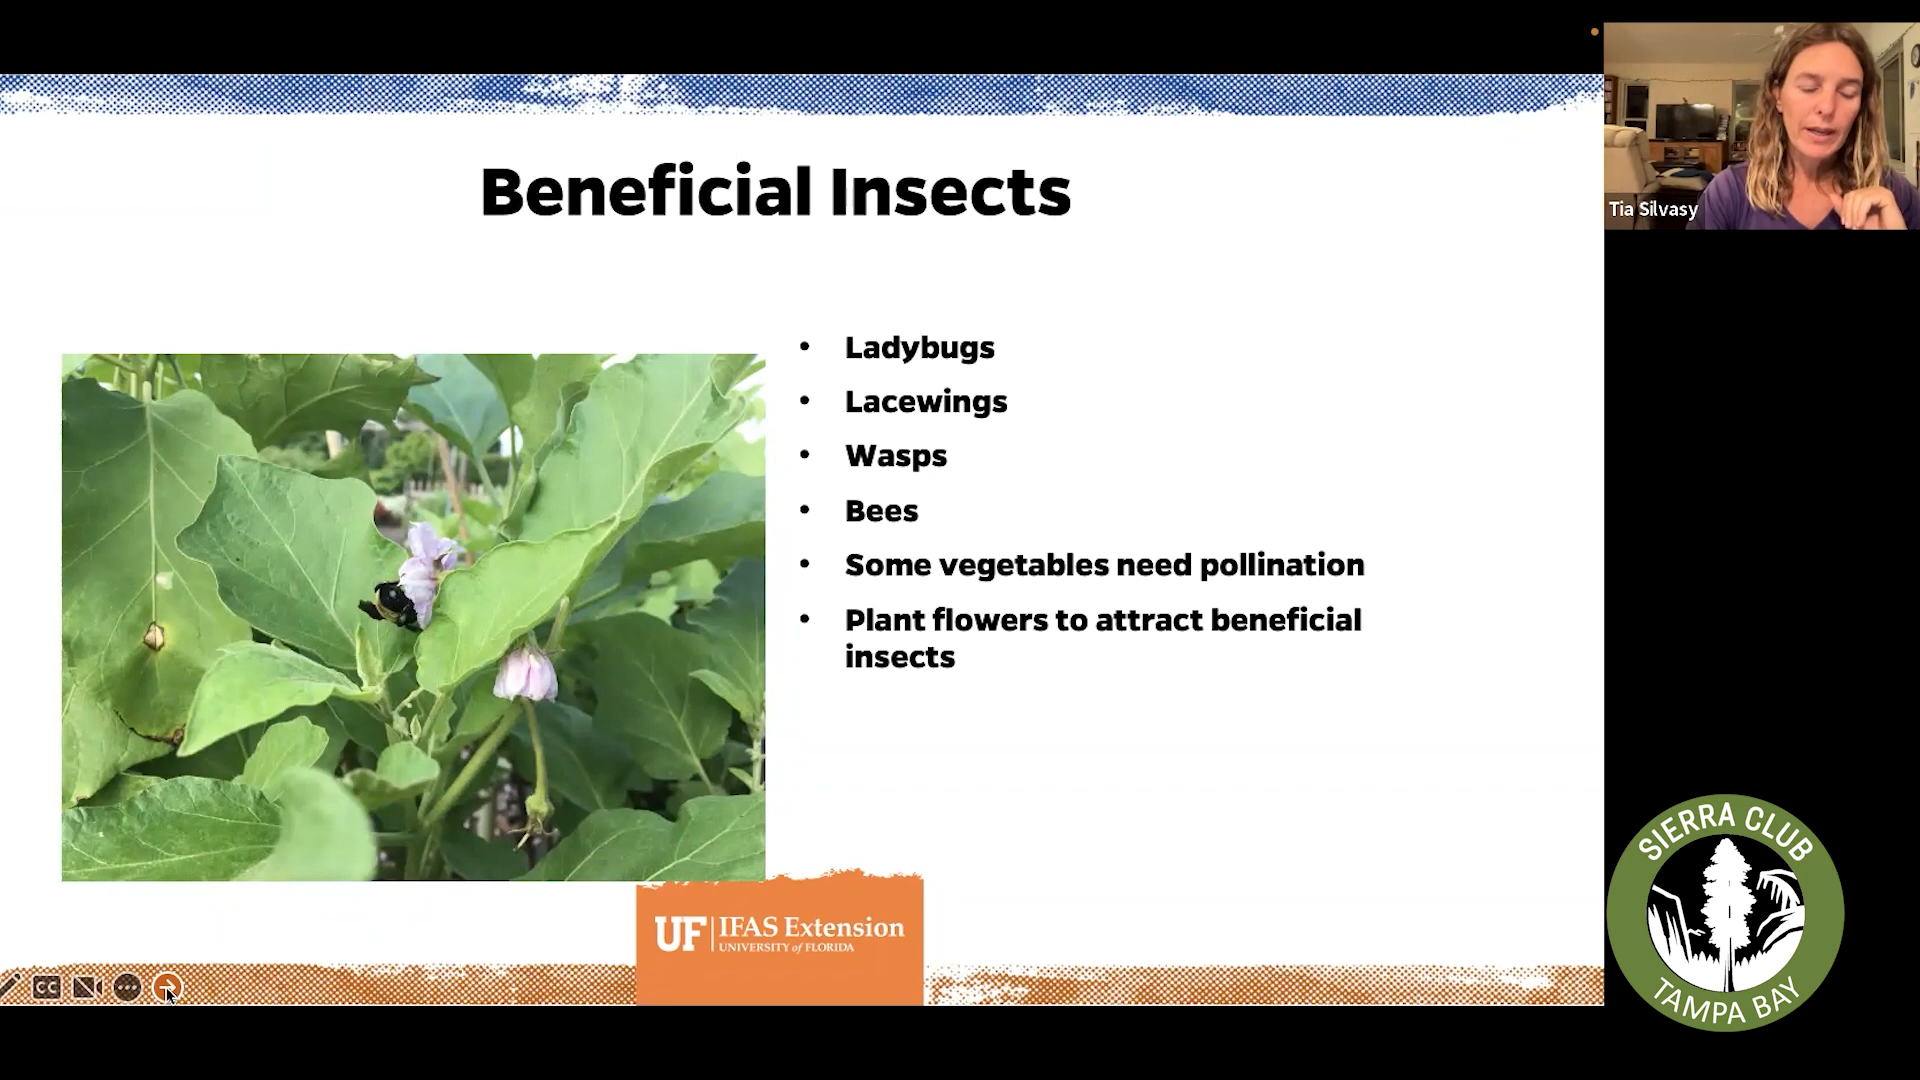 Beneficial Insects
• Ladybugs
• Lacewings
• Wasps
• Bees
• Some vegetables need pollination
• Plant flowers to attract beneficial
insects
UF IFAS Extension
UNIVERSITY of FLORIDA
CC
Tia Silvasy
SIERRA CLUB
TAMPA BAY